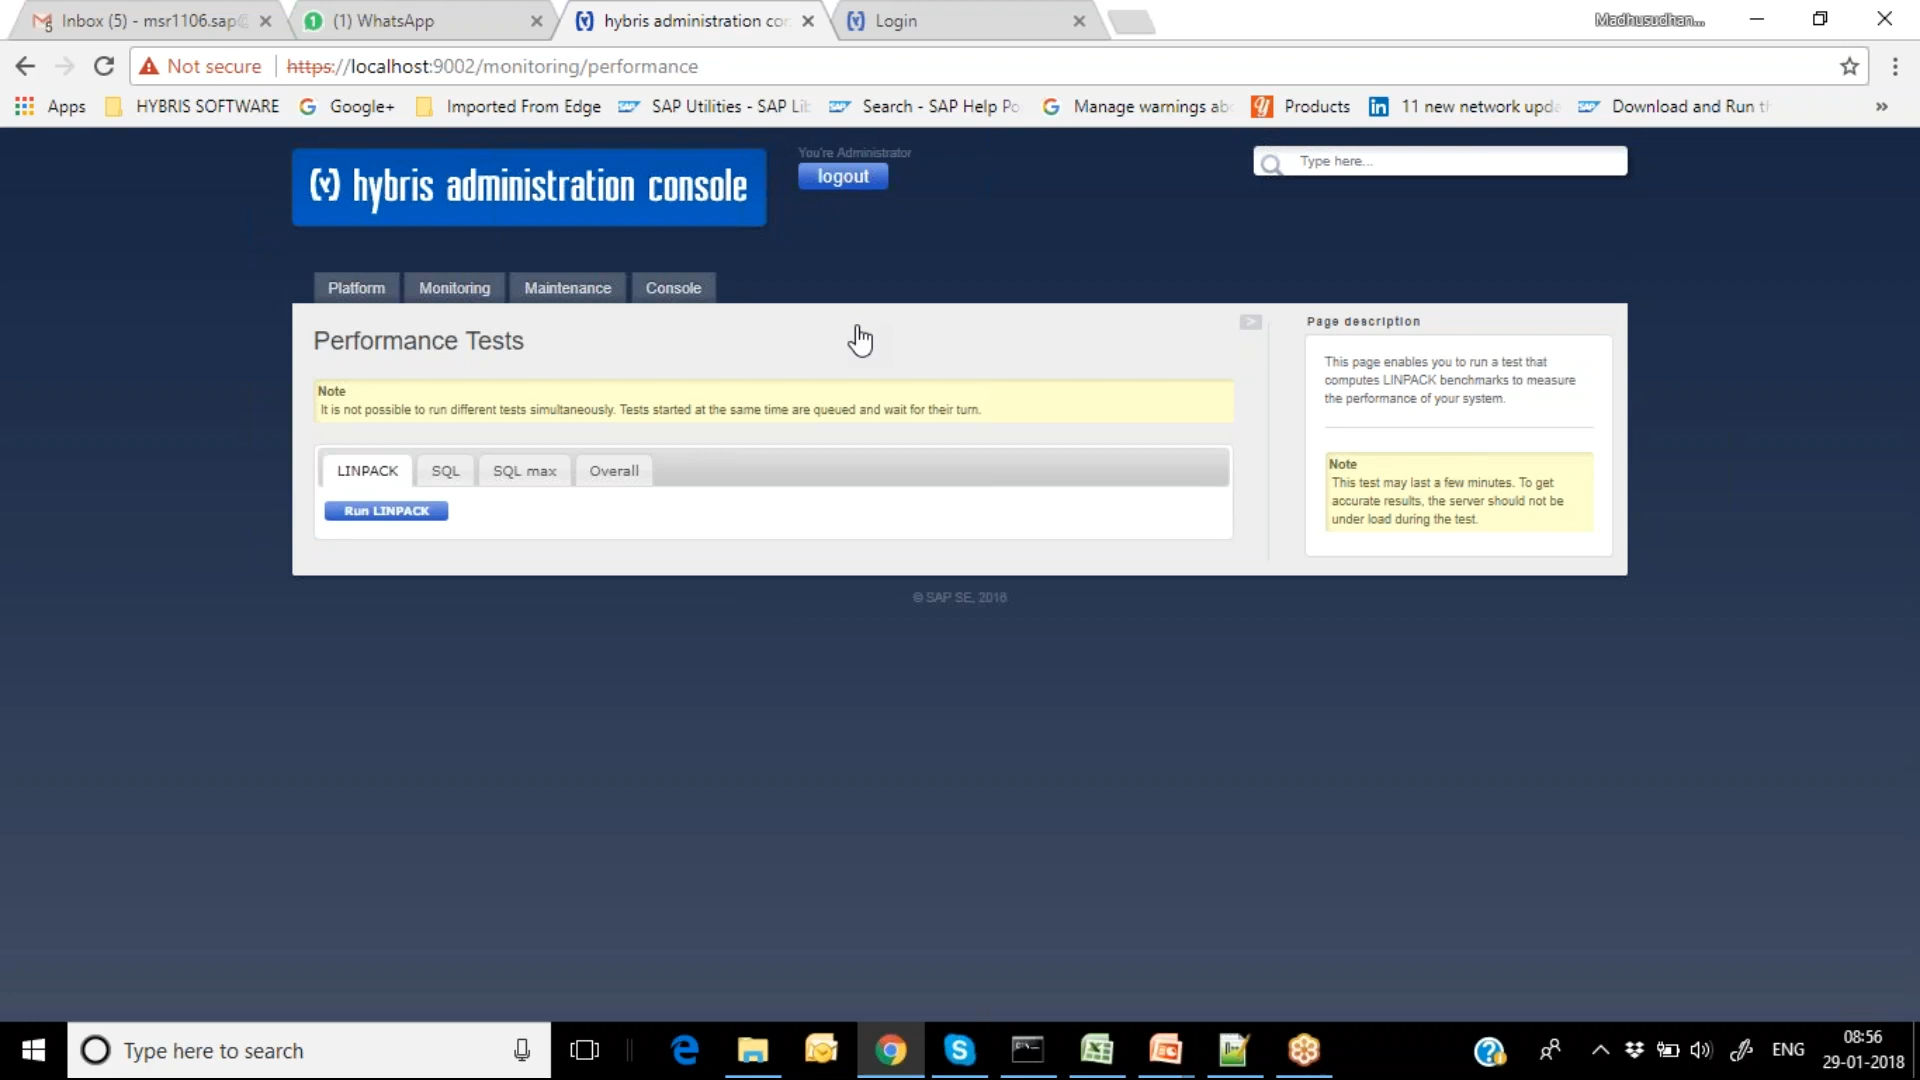 Inbox (5) - msr1106.sap@
(1) WhatsApp
hybris administration con
Login
Madhusudhan...
Not secure
https://localhost:9002/monitoring/performance
Apps
HYBRIS SOFTWARE
Google+
Imported From Edge
SAP Utilities - SAP Lib
Search - SAP Help Po
Manage warnings abo
Products
11 new network upda
Download and Run th
»
(y) hybris administration console
You're Administrator
logout
Type here...
Platform
Monitoring
Maintenance
Console
Performance Tests
Note
It is not possible to run different tests simultaneously. Tests started at the same time are queued and wait for their turn.
LINPACK
SQL
SQL max
Overall
Run LINPACK
>
Page description
This page enables you to run a test that
computes LINPACK benchmarks to measure
the performance of your system.
Note
This test may last a few minutes. To get
accurate results, the server should not be
under load during the test.
© SAP SE, 2016
Type here to search
ENG
08:56
29-01-2018